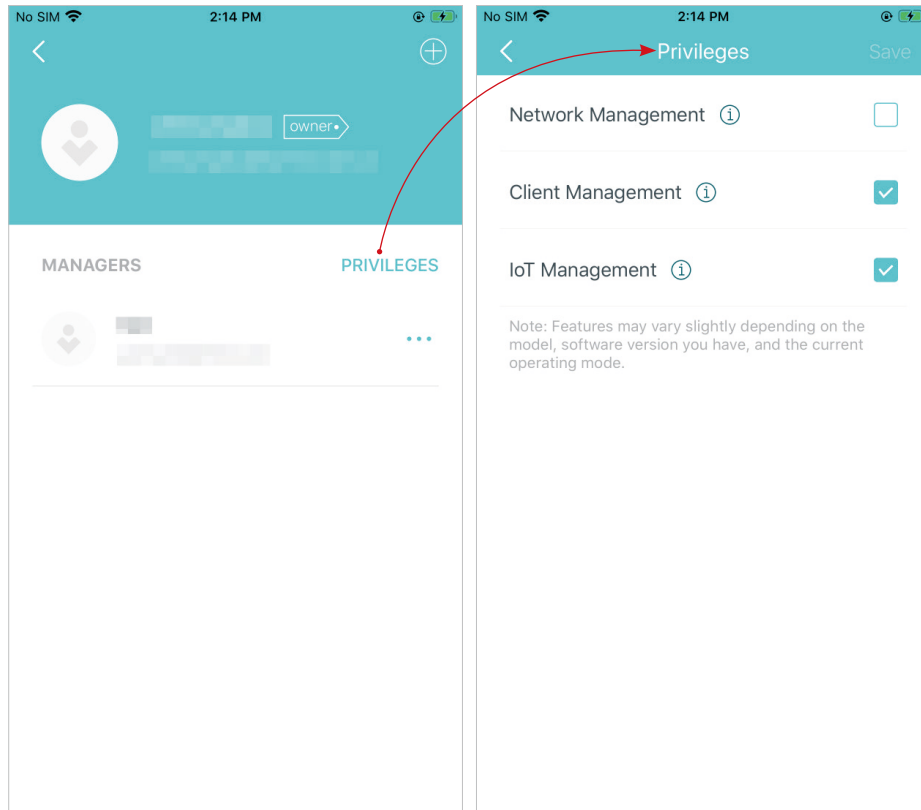 No SIM 2:14 PM
owner
MANAGERS PRIVILEGES
No SIM 2:14 PM
Privileges Save
Network Management
Client Management
IoT Management
Note: Features may vary slightly depending on the
model, software version you have, and the current
operating mode.